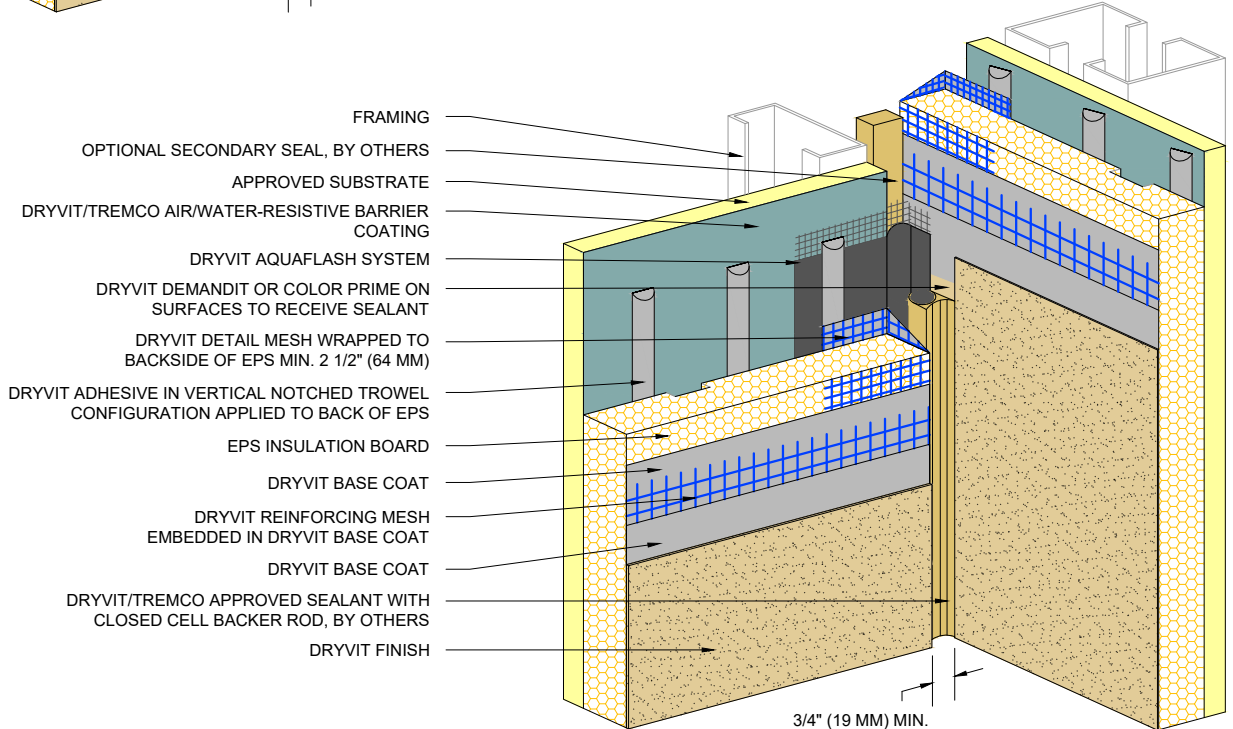 FRAMING
OPTIONAL SECONDARY SEAL, BY OTHERS
APPROVED SUBSTRATE
DRYVIT/TREMCO AIR/WATER-RESISTIVE BARRIER
COATING
DRYVIT AQUAFLASH SYSTEM
DRYVIT DEMANDIT OR COLOR PRIME ON
SURFACES TO RECEIVE SEALANT
DRYVIT DETAIL MESH WRAPPED TO
BACKSIDE OF EPS MIN. 2 1/2" (64 MM)
DRYVIT ADHESIVE IN VERTICAL NOTCHED TROWEL
CONFIGURATION APPLIED TO BACK OF EPS
EPS INSULATION BOARD
DRYVIT BASE COAT
DRYVIT REINFORCING MESH
EMBEDDED IN DRYVIT BASE COAT
DRYVIT BASE COAT
DRYVIT/TREMCO APPROVED SEALANT WITH
CLOSED CELL BACKER ROD, BY OTHERS
DRYVIT FINISH
3/4" (19 MM) MIN.